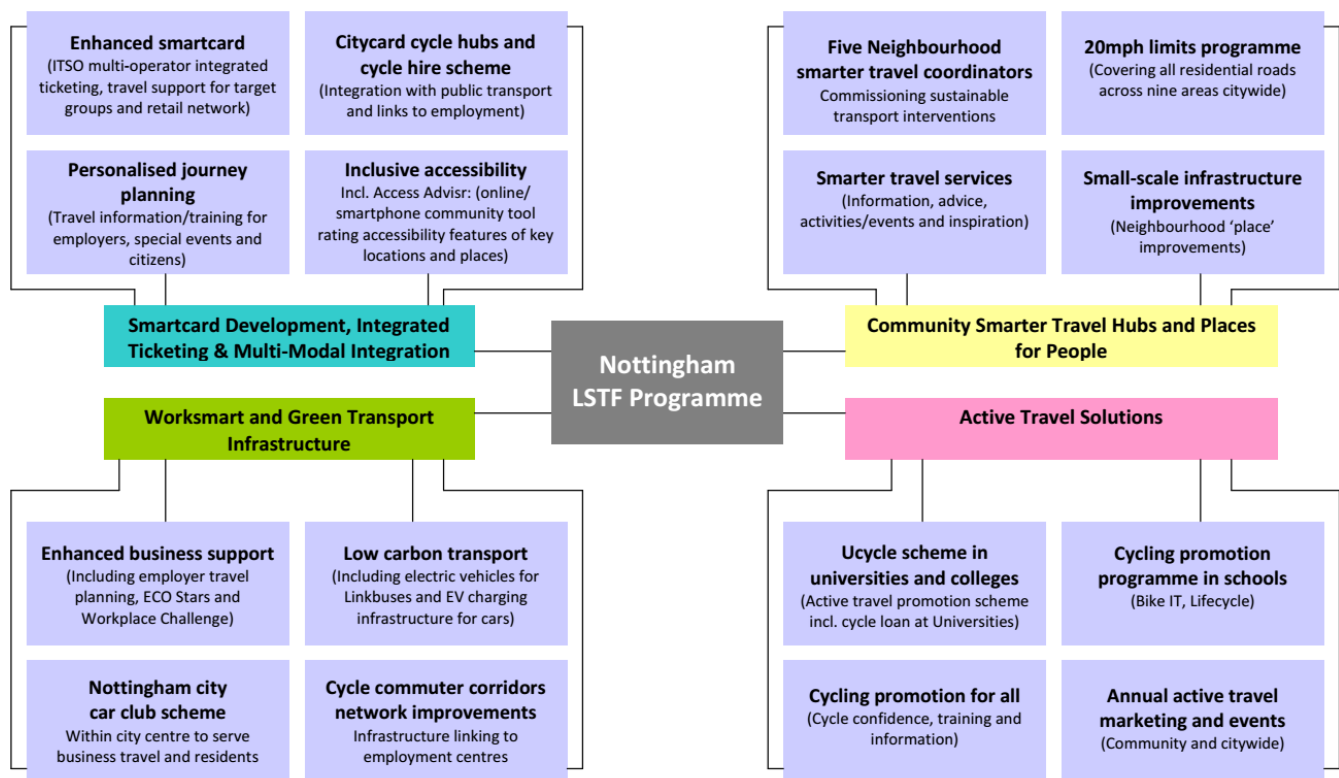 Enhanced smartcard
(ITSO multi-operator integrated
ticketing, travel support for target
groups and retail network)
Citycard cycle hubs and
cycle hire scheme
(Integration with public transport
and links to employment)
Personalised journey
planning
(Travel information/training for
employers, special events and
citizens)
Inclusive accessibility
Incl. Access Advisr: (online/
smartphone community tool
rating accessibility features of key
locations and places)
Smartcard Development, Integrated
Ticketing & Multi-Modal Integration
Five Neighbourhood
smarter travel coordinators
Commissioning sustainable
transport interventions
20mph limits programme
(Covering all residential roads
across nine areas citywide)
Smarter travel services
(Information, advice,
activities/events and inspiration)
Small-scale infrastructure
improvements
(Neighbourhood ‘place’
improvements)
Community Smarter Travel Hubs and Places
for People
Nottingham
LSTF Programme
Worksmart and Green Transport
Infrastructure
Enhanced business support
(Including employer travel
planning, ECO Stars and
Workplace Challenge)
Low carbon transport
(Including electric vehicles for
Linkbuses and EV charging
infrastructure for cars)
Nottingham city
car club scheme
Within city centre to serve
business travel and residents
Cycle commuter corridors
network improvements
Infrastructure linking to
employment centres
Active Travel Solutions
Ucycle scheme in
universities and colleges
(Active travel promotion scheme
incl. cycle loan at Universities)
Cycling promotion
programme in schools
(Bike IT, Lifecycle)
Cycling promotion for all
(Cycle confidence, training and
information)
Annual active travel
marketing and events
(Community and citywide)